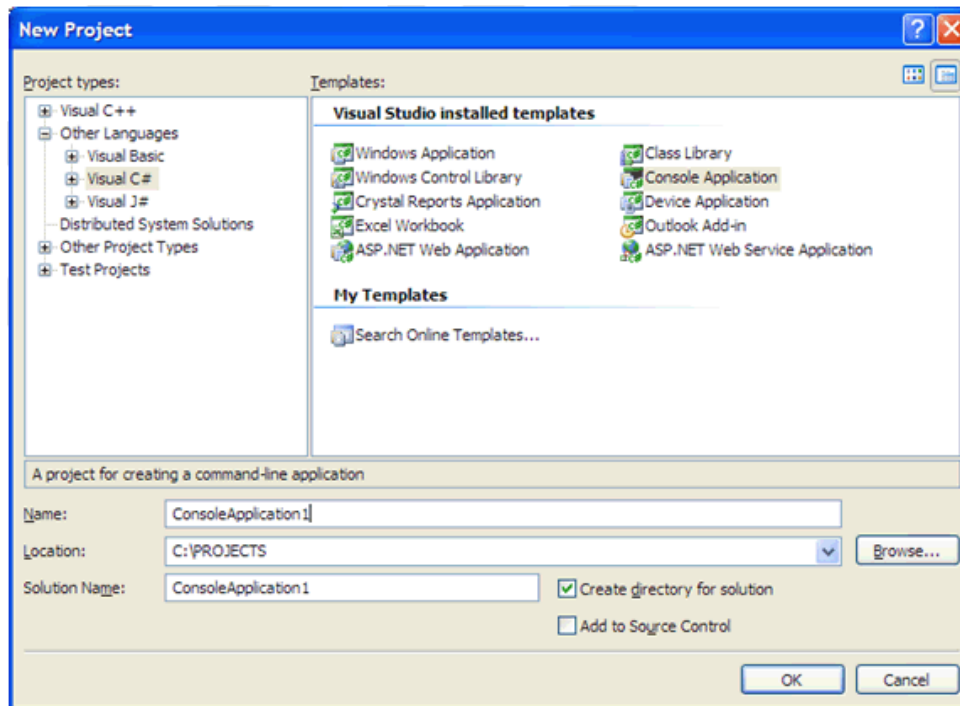 New Project
Project types:
Templates:
Visual C++
Other Languages
Visual Basic
Visual C#
Visual J#
Distributed System Solutions
Other Project Types
Test Projects
Visual Studio installed templates
Windows Application
Class Library
Windows Control Library
Console Application
Crystal Reports Application
Device Application
Excel Workbook
Outlook Add-in
ASP.NET Web Application
ASP.NET Web Service Application
My Templates
Search Online Templates...
A project for creating a command-line application
Name:
ConsoleApplication1
Location:
C:\PROJECTS
Browse...
Solution Name:
ConsoleApplication1
Create directory for solution
Add to Source Control
OK
Cancel